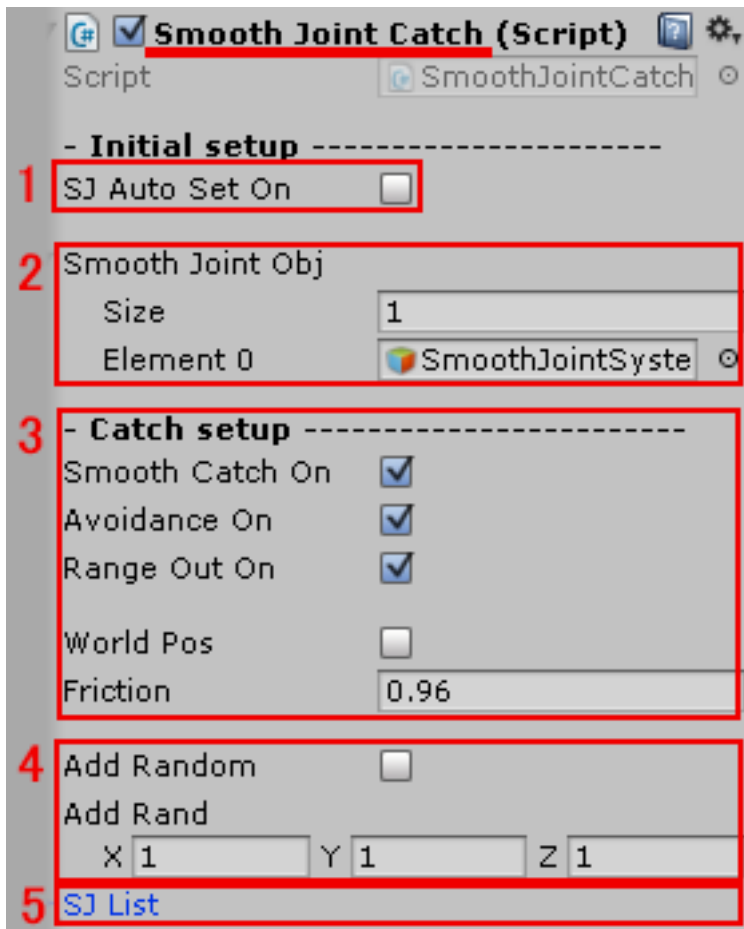 Smooth Joint Catch (Script)
Script SmoothJointCatch
- Initial setup ----------------------
1 SJ Auto Set On
2 Smooth Joint Obj
Size 1
Element 0 SmoothJointSyste
3 - Catch setup ------------------------
Smooth Catch On
Avoidance On
Range Out On
World Pos
Friction 0.96
4 Add Random
Add Rand
X 1 Y 1 Z 1
5 SJ List